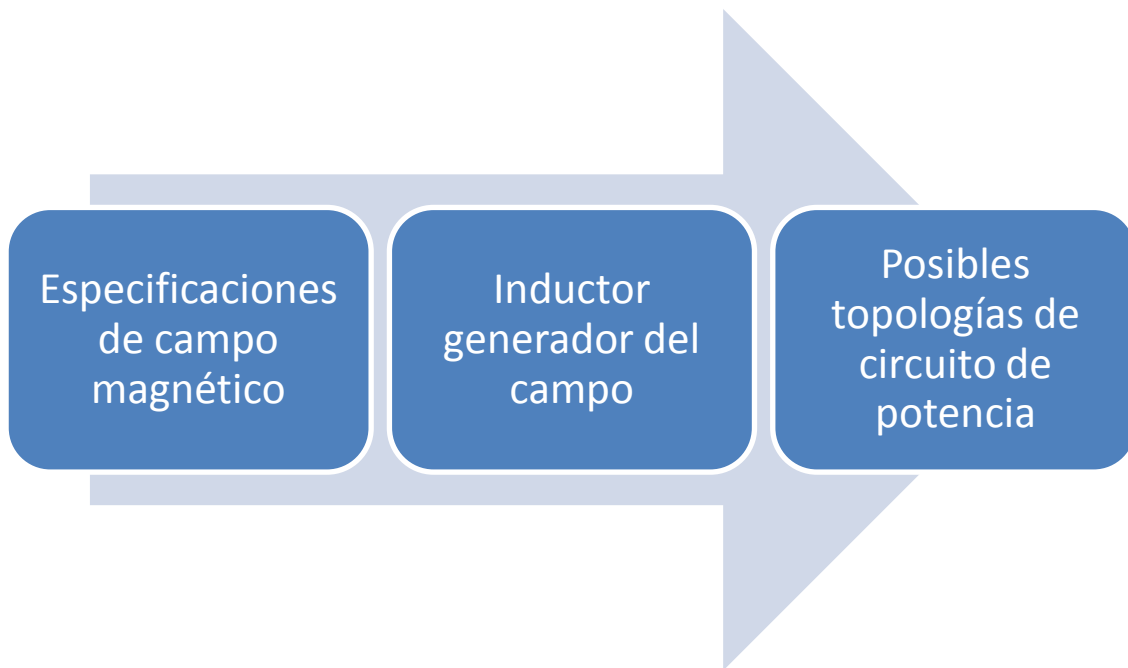 Especificaciones
de campo
magnético
Inductor
generador del
campo
Posibles
topologías de
circuito de
potencia